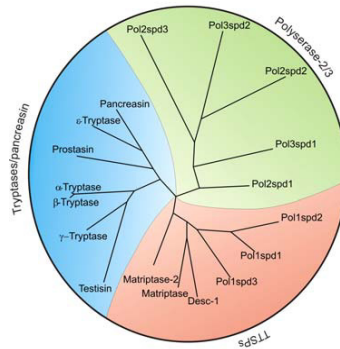 Polyserase-2/3
Pol2spd3
Pol3spd2
Pol2spd2
Pol3spd1
Pol2spd1
Tryptases/pancreasin
Pancreasin
ε-Tryptase
Prostasin
α-Tryptase
β-Tryptase
γ-Tryptase
Testisin
Matriptase-2
Matriptase
Desc-1
Pol1spd3
Pol1spd1
Pol1spd2
TTSPs